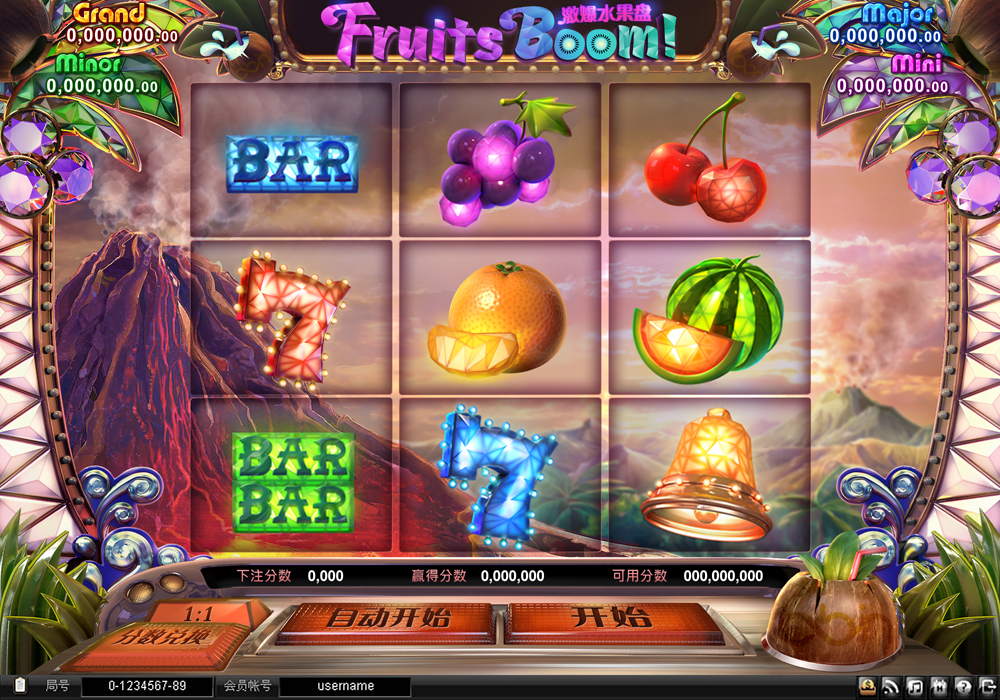 Grand
0,000,000.00
Minor
0,000,000.00
激爆水果盘
Fruits Boom!
Major
0,000,000.00
Mini
0,000,000.00
BAR
7
BAR
BAR
7
下注分数 0,000 赢得分数 0,000,000 可用分数 000,000,000
1:1
分数兑换
自动开始
开始
局号 0-1234567-89 会员帐号 username